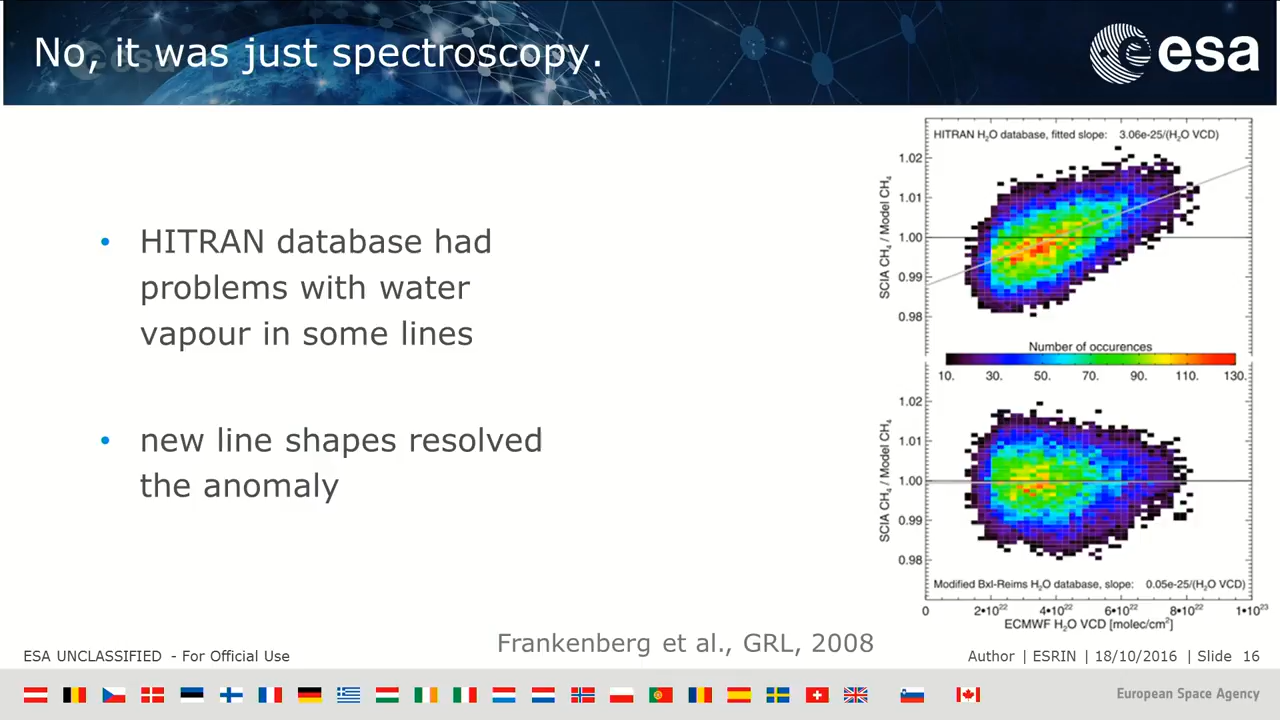 No, it was just spectroscopy.
esa
• HITRAN database had
problems with water
vapour in some lines
• new line shapes resolved
the anomaly
HITRAN H₂O database, fitted slope: 3.06e-25/(H₂O VCD)
1.02
1.01
1.00
0.99
0.98
SCIA CH₄ / Model CH₄
Number of occurences
10. 30. 50. 70. 90. 110. 130.
1.02
1.01
1.00
0.99
0.98
SCIA CH₄ / Model CH₄
Modified Bxl-Reims H₂O database, slope: 0.05e-25/(H₂O VCD)
0 2•10²² 4•10²² 6•10²² 8•10²² 1•10²³
ECMWF H₂O VCD [molec/cm²]
Frankenberg et al., GRL, 2008
ESA UNCLASSIFIED - For Official Use
Author | ESRIN | 18/10/2016 | Slide 16
European Space Agency